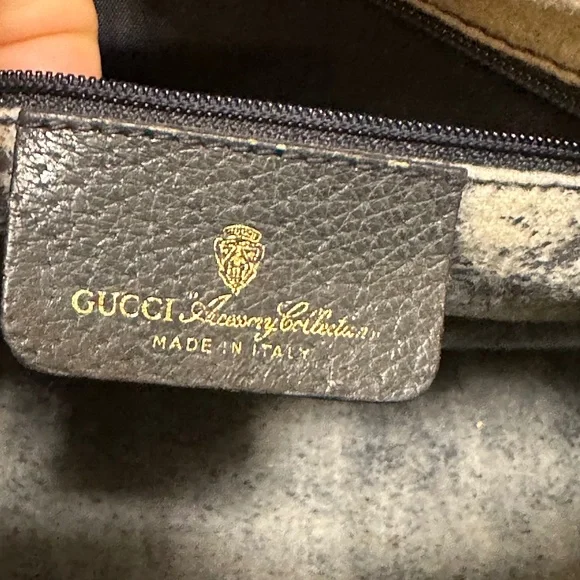 GUCCI "Accessory Collection"
MADE IN ITALY